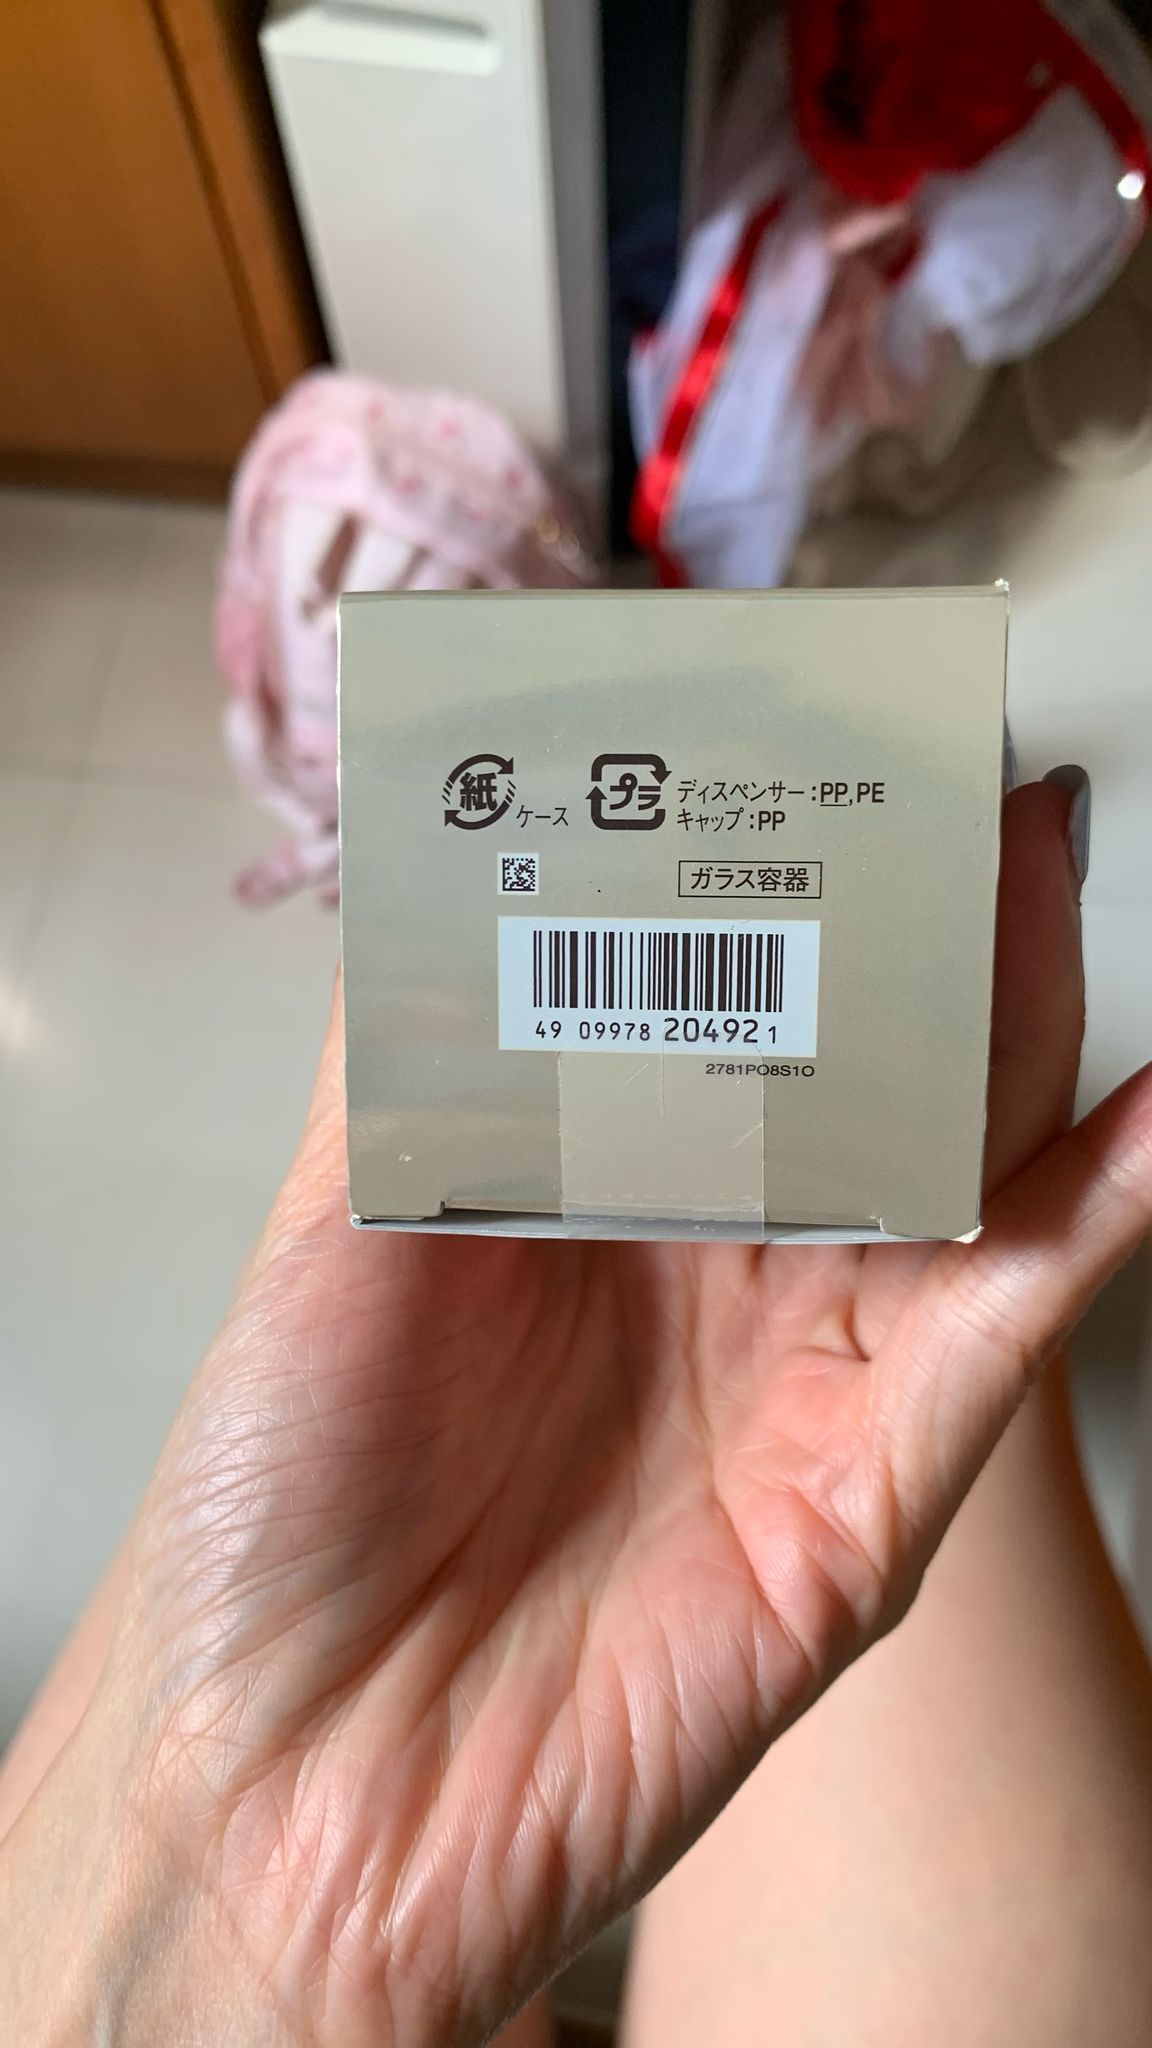 紙 ケース
プラ ディスペンサー:PP,PE
キャップ:PP
ガラス容器
49 09978 20492 1
2781PO8S1O